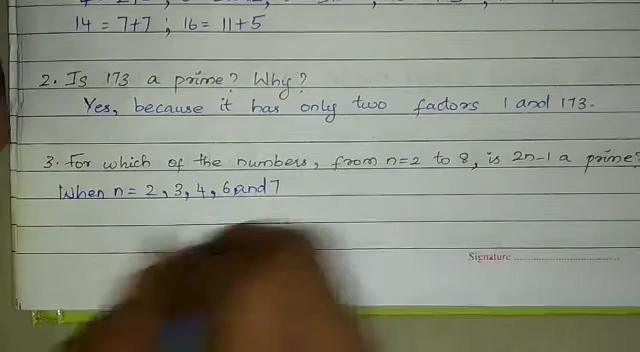 14 = 7+7 ; 16 = 11+5
2. Is 173 a prime? Why?
Yes, because it has only two factors 1 and 173.
3. For which of the numbers, from n=2 to 8, is 2n-1 a prime?
When n = 2, 3, 4, 6 and 7
Signature